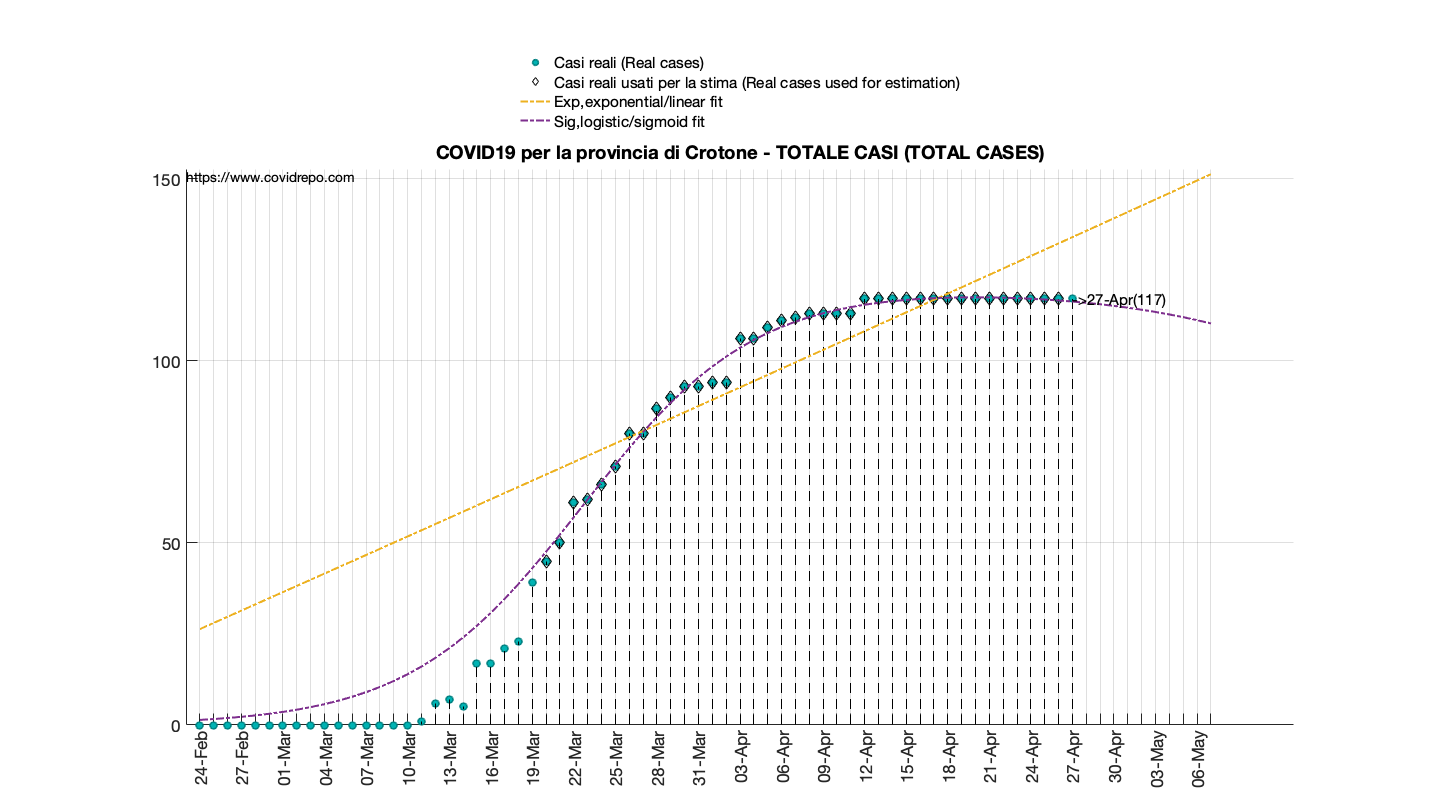 Casi reali (Real cases)
Casi reali usati per la stima (Real cases used for estimation)
Exp,exponential/linear fit
Sig,logistic/sigmoid fit
COVID19 per la provincia di Crotone - TOTALE CASI (TOTAL CASES)
https://www.covidrepo.com
150
100
50
0
>27-Apr(117)
24-Feb
27-Feb
01-Mar
04-Mar
07-Mar
10-Mar
13-Mar
16-Mar
19-Mar
22-Mar
25-Mar
28-Mar
31-Mar
03-Apr
06-Apr
09-Apr
12-Apr
15-Apr
18-Apr
21-Apr
24-Apr
27-Apr
30-Apr
03-May
06-May